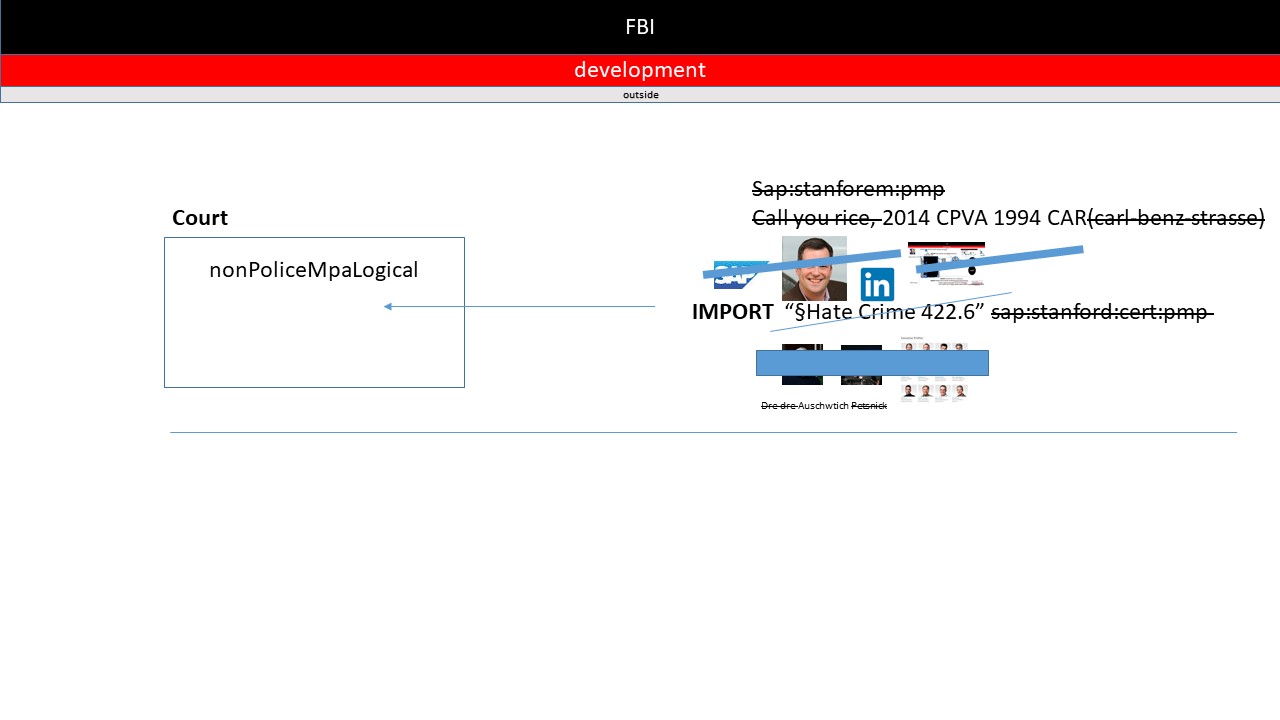 FBI
development
outside
Sap:stanforem:pmp
Court
Call you rice, 2014 CPVA 1994 CAR(carl-benz-strasse)
nonPoliceMpaLogical
SAP
in
IMPORT “§Hate Crime 422.6” sap:stanford:cert:pmp
Dre dre Auschwtich Petsnick